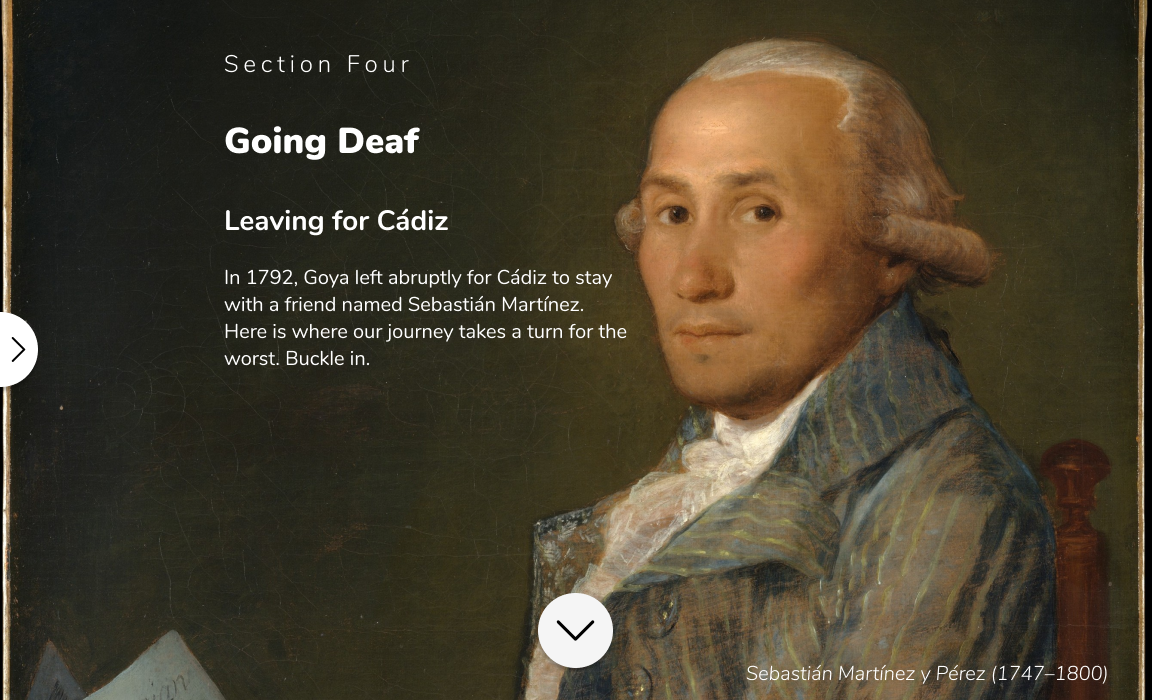 Section Four
Going Deaf
Leaving for Cádiz
In 1792, Goya left abruptly for Cádiz to stay
with a friend named Sebastián Martínez.
Here is where our journey takes a turn for the
worst. Buckle in.
Sebastián Martínez y Pérez (1747–1800)